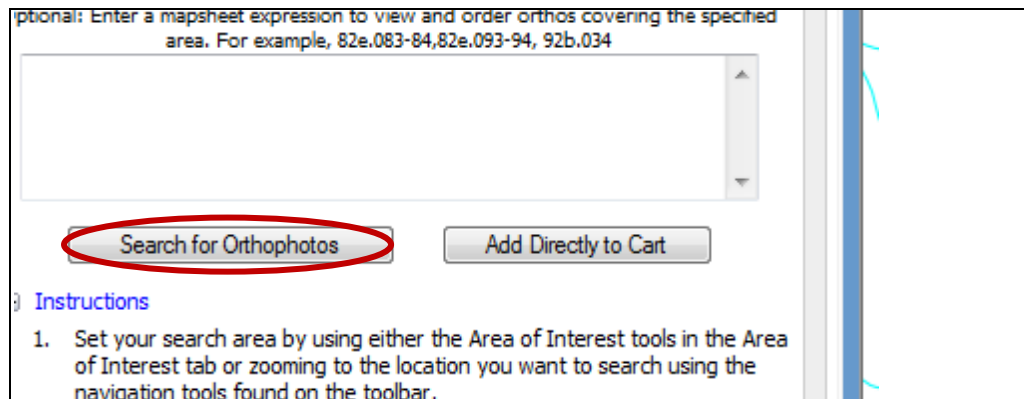 ptional: Enter a mapsheet expression to view and order orthos covering the specified
area. For example, 82e.083-84,82e.093-94, 92b.034
Search for Orthophotos
Add Directly to Cart
Instructions
1. Set your search area by using either the Area of Interest tools in the Area
of Interest tab or zooming to the location you want to search using the
navigation tools found on the toolbar.